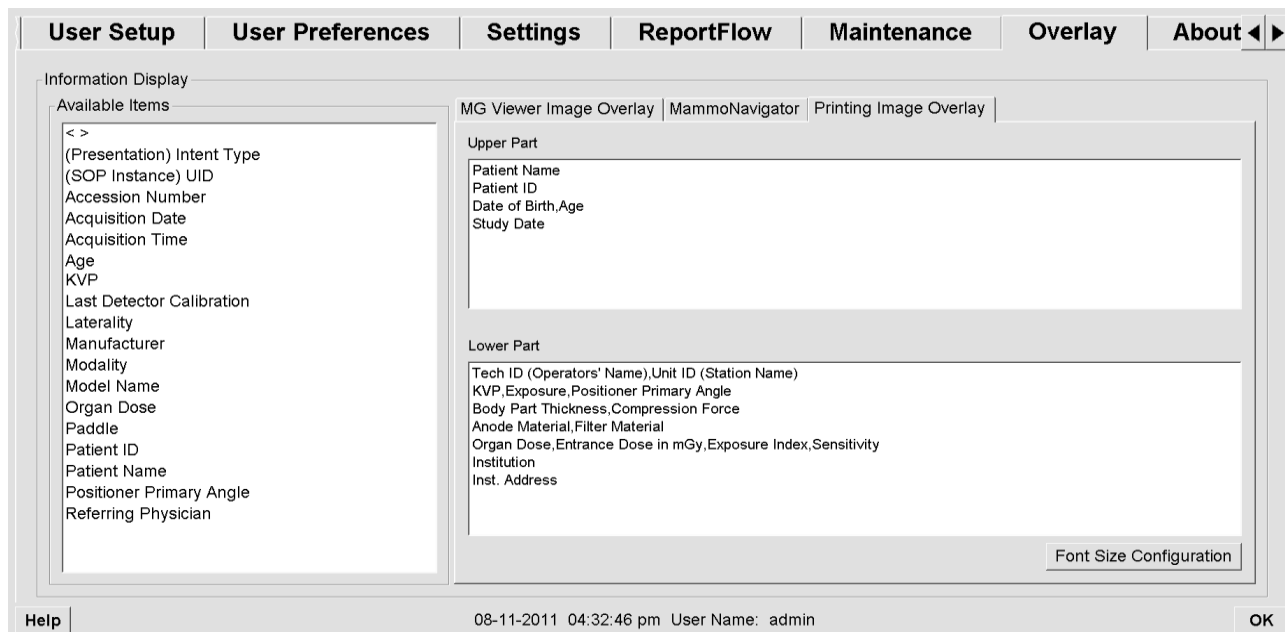 User Setup User Preferences Settings ReportFlow Maintenance Overlay About
Information Display
Available Items
< >
(Presentation) Intent Type
(SOP Instance) UID
Accession Number
Acquisition Date
Acquisition Time
Age
KVP
Last Detector Calibration
Laterality
Manufacturer
Modality
Model Name
Organ Dose
Paddle
Patient ID
Patient Name
Positioner Primary Angle
Referring Physician
MG Viewer Image Overlay MammoNavigator Printing Image Overlay
Upper Part
Patient Name
Patient ID
Date of Birth,Age
Study Date
Lower Part
Tech ID (Operators' Name),Unit ID (Station Name)
KVP,Exposure,Positioner Primary Angle
Body Part Thickness,Compression Force
Anode Material,Filter Material
Organ Dose,Entrance Dose in mGy,Exposure Index,Sensitivity
Institution
Inst. Address
Font Size Configuration
Help 08-11-2011 04:32:46 pm User Name: admin OK